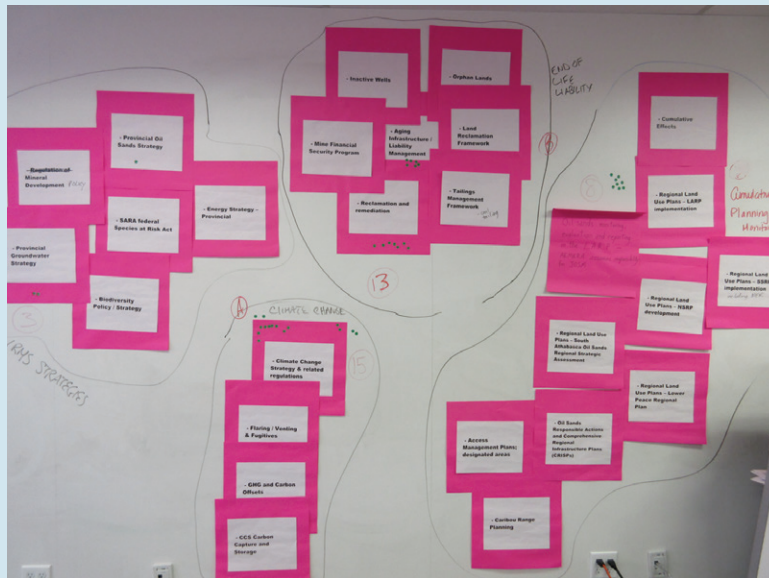 - Provincial Oil
Sands Strategy
- Regulation of
Mineral
Development Policy
- Energy Strategy -
Provincial
- SARA federal
Species at Risk Act
Provincial
Groundwater
Strategy
- Biodiversity
Policy / Strategy
3
IRMS STRATEGIES
- Inactive Wells
- Orphan Lands
- Mine Financial
Security Program
- Aging
Infrastructure /
Liability
Management
- Land
Reclamation
Framework
- Reclamation and
remediation
- Tailings
Management
Framework
13
END OF
LIFE
LIABILITY
B
A
CLIMATE CHANGE
- Climate Change
Strategy & related
regulations
15
- Flaring / Venting
& Fugitives
- GHG and Carbon
Offsets
- CCS Carbon
Capture and
Storage
- Cumulative
Effects
8
- Regional Land
Use Plans - LARP
implementation
Cumulative
Planning
Monito
- Regional Land
Use Plans - SSRP
implementation
- Regional Land
Use Plans - NSRP
development
- Regional Land Use
Plans - South
Athabasca Oil Sands
Regional Strategic
Assessment
- Regional Land
Use Plans - Lower
Peace Regional
Plan
- Access
Management Plans;
designated areas
- Oil Sands
Responsible Actions
and Comprehensive
Regional
Infrastructure Plans
(CRISPs)
- Caribou Range
Planning